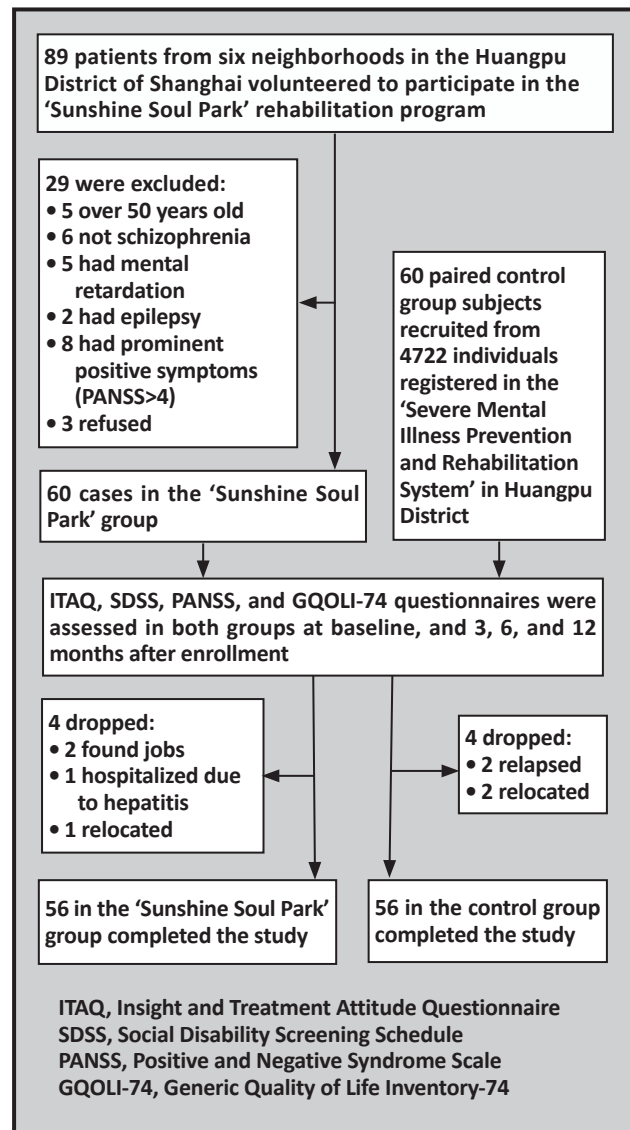 89 patients from six neighborhoods in the Huangpu
District of Shanghai volunteered to participate in the
‘Sunshine Soul Park’ rehabilitation program
29 were excluded:
• 5 over 50 years old
• 6 not schizophrenia
• 5 had mental
retardation
• 2 had epilepsy
• 8 had prominent
positive symptoms
(PANSS>4)
• 3 refused
60 paired control
group subjects
recruited from
4722 individuals
registered in the
‘Severe Mental
Illness Prevention
and Rehabilitation
System’ in Huangpu
District
60 cases in the ‘Sunshine Soul
Park’ group
ITAQ, SDSS, PANSS, and GQOLI-74 questionnaires were
assessed in both groups at baseline, and 3, 6, and 12
months after enrollment
4 dropped:
• 2 found jobs
• 1 hospitalized due
to hepatitis
• 1 relocated
4 dropped:
• 2 relapsed
• 2 relocated
56 in the ‘Sunshine Soul Park’
group completed the study
56 in the control group
completed the study
ITAQ, Insight and Treatment Attitude Questionnaire
SDSS, Social Disability Screening Schedule
PANSS, Positive and Negative Syndrome Scale
GQOLI-74, Generic Quality of Life Inventory-74